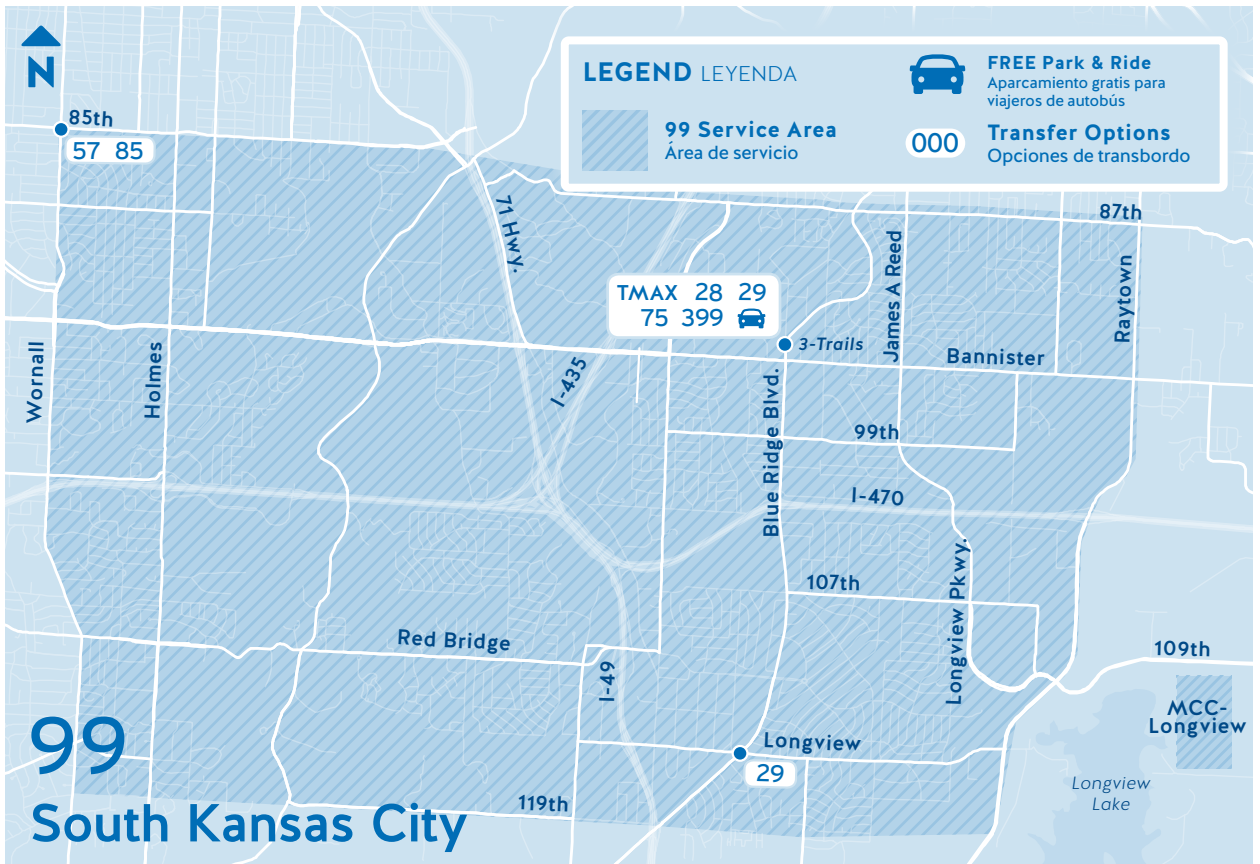 N
LEGEND LEYENDA
99 Service Area
Área de servicio
FREE Park & Ride
Aparcamiento gratis para
viajeros de autobús
000
Transfer Options
Opciones de transbordo
85th
57 85
71 Hwy.
87th
TMAX 28 29
75 399
3-Trails
James A Reed
Raytown
Bannister
Wornall
Holmes
I-435
Blue Ridge Blvd.
99th
I-470
107th
Longview Pkwy.
Red Bridge
I-49
109th
MCC-
Longview
Longview
29
Longview
Lake
119th
99
South Kansas City